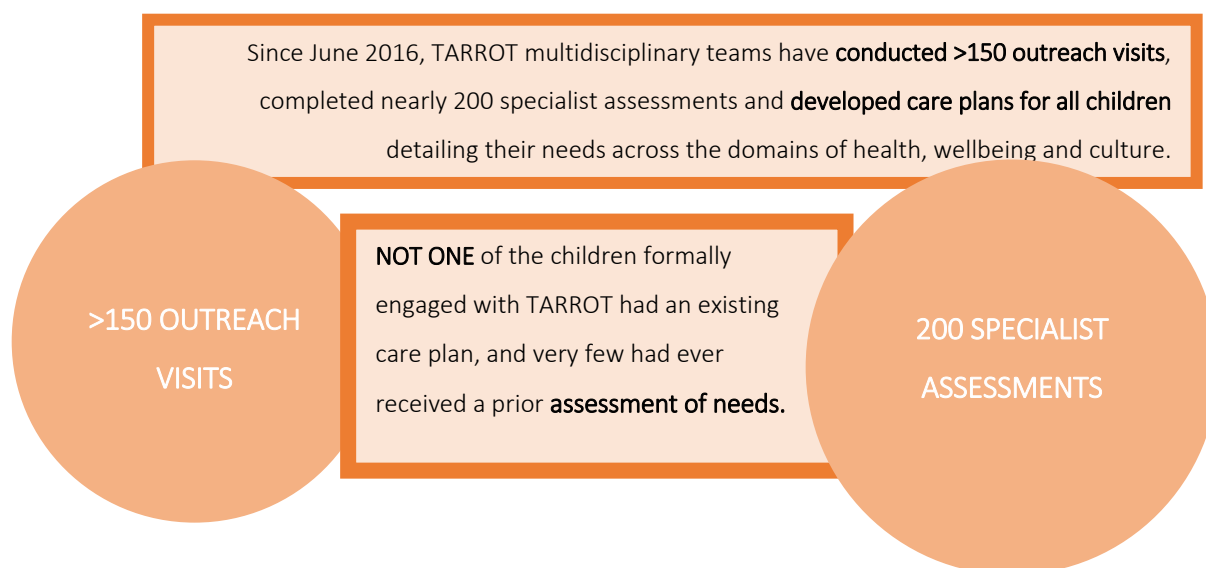 Since June 2016, TARROT multidisciplinary teams have conducted >150 outreach visits,
completed nearly 200 specialist assessments and developed care plans for all children
detailing their needs across the domains of health, wellbeing and culture.
>150 OUTREACH
VISITS
NOT ONE of the children formally
engaged with TARROT had an existing
care plan, and very few had ever
received a prior assessment of needs.
200 SPECIALIST
ASSESSMENTS